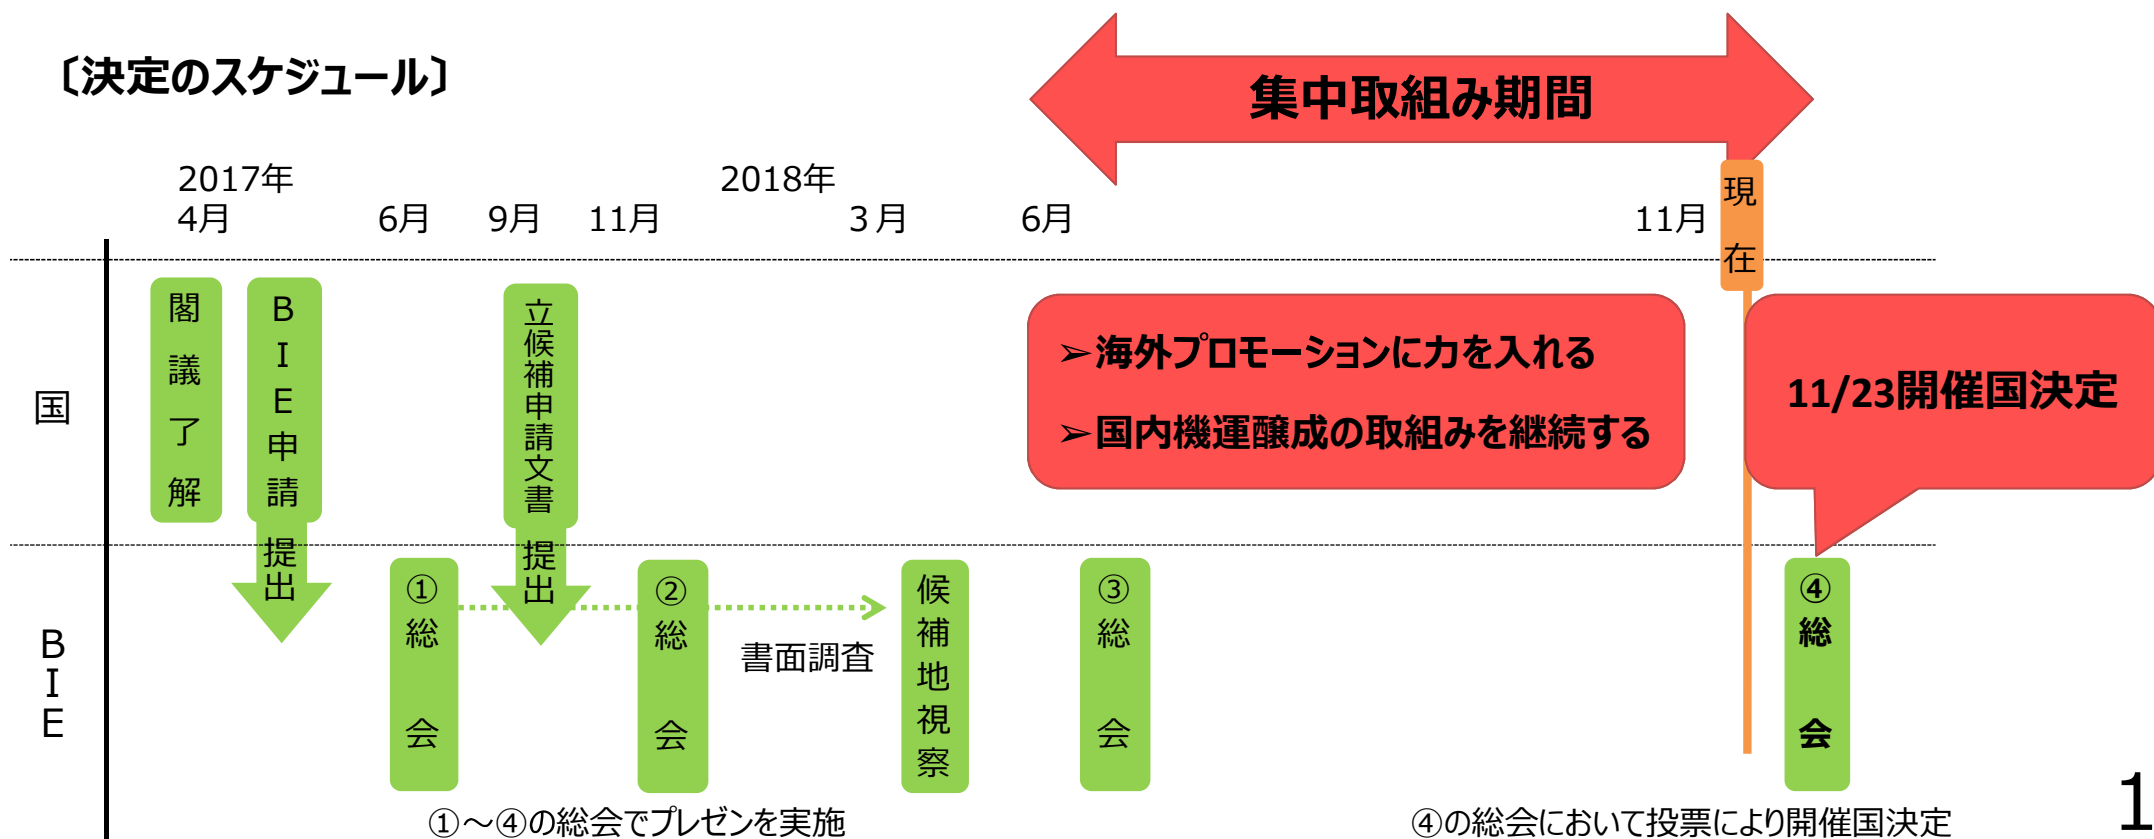 〔決定のスケジュール〕
集中取組み期間
2017年
2018年
4月
6月
9月
11月
３月
6月
11月
現在
国
閣議了解
ＢＩＥ申請
提出
立候補申請文書
提出
➢海外プロモーションに力を入れる
➢国内機運醸成の取組みを継続する
11/23開催国決定
ＢＩＥ
①総会
②総会
書面調査
候補地視察
③総会
④総会
①～④の総会でプレゼンを実施
④の総会において投票により開催国決定
1